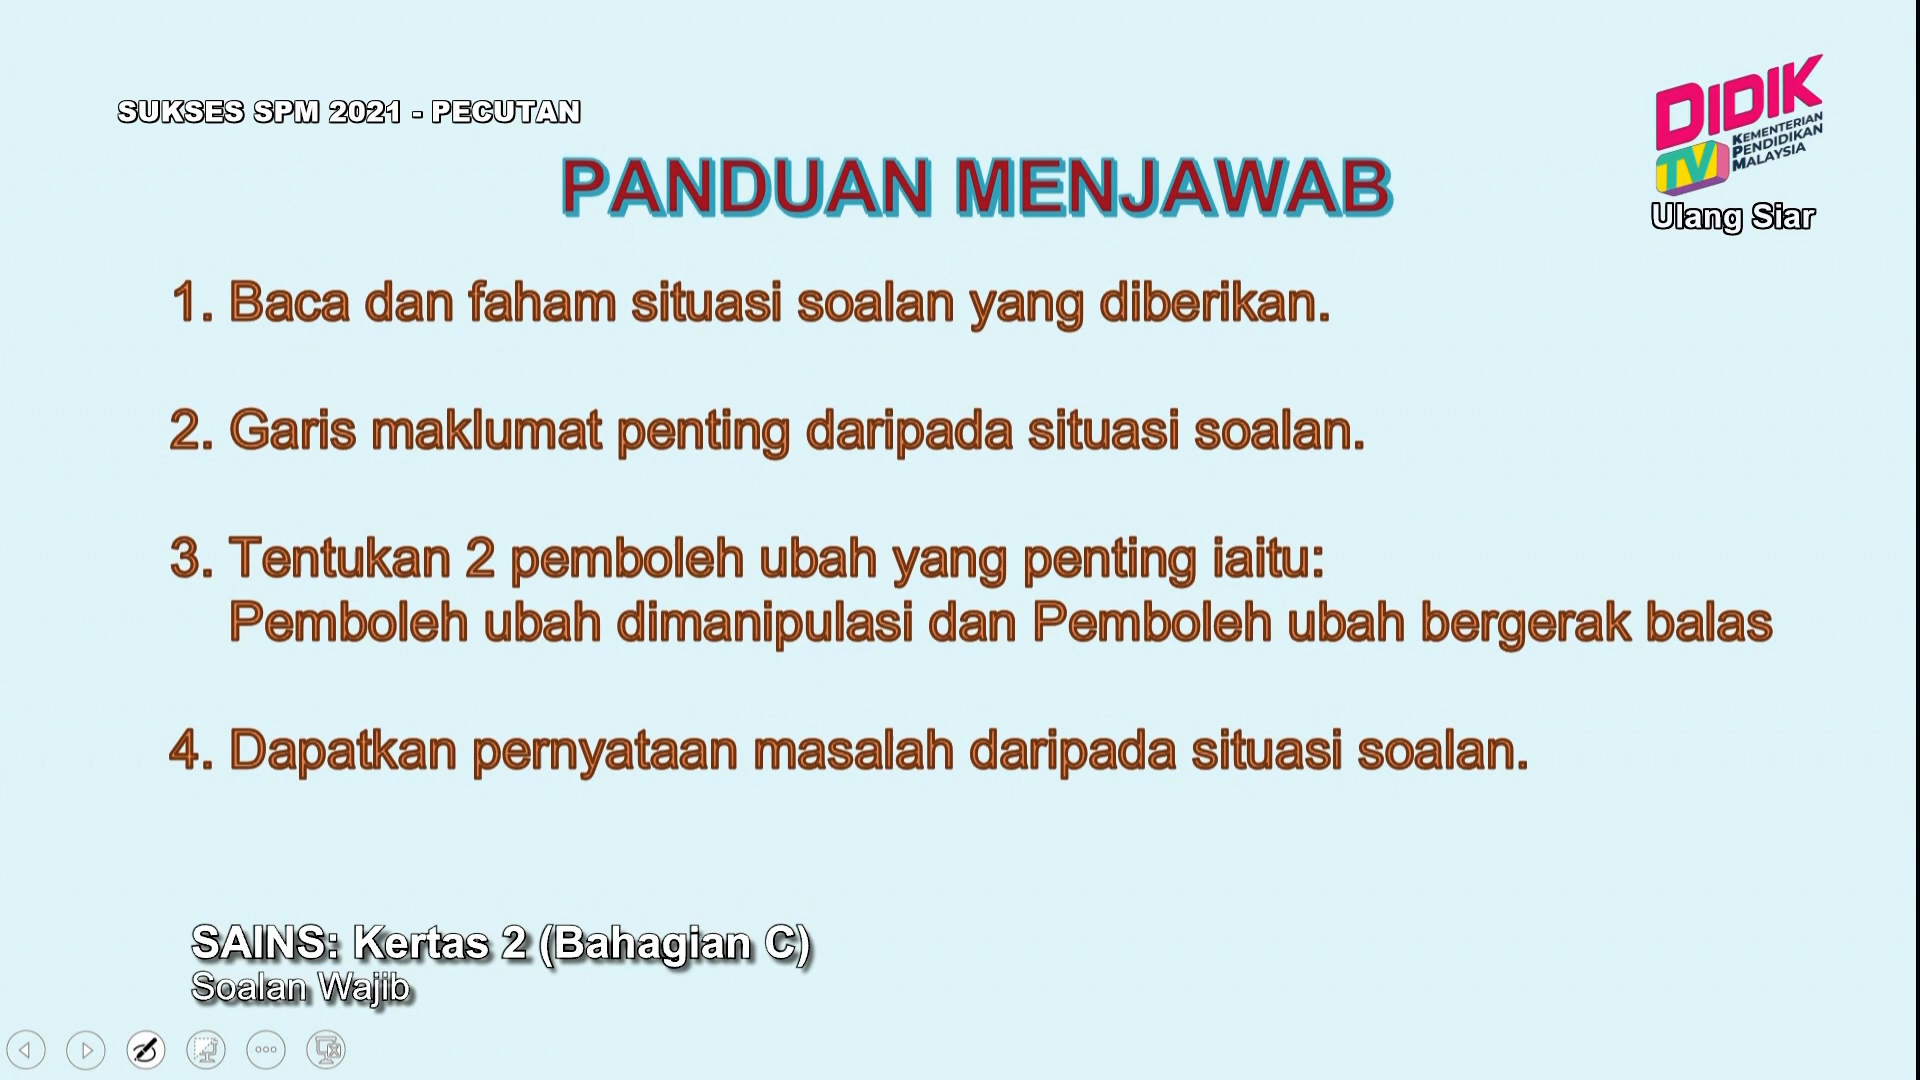 SUKSES SPM 2021 - PECUTAN
DIDIK
TV
KEMENTERIAN
PENDIDIKAN
MALAYSIA
Ulang Siar
PANDUAN MENJAWAB
1. Baca dan faham situasi soalan yang diberikan.
2. Garis maklumat penting daripada situasi soalan.
3. Tentukan 2 pemboleh ubah yang penting iaitu:
Pemboleh ubah dimanipulasi dan Pemboleh ubah bergerak balas
4. Dapatkan pernyataan masalah daripada situasi soalan.
SAINS: Kertas 2 (Bahagian C)
Soalan Wajib